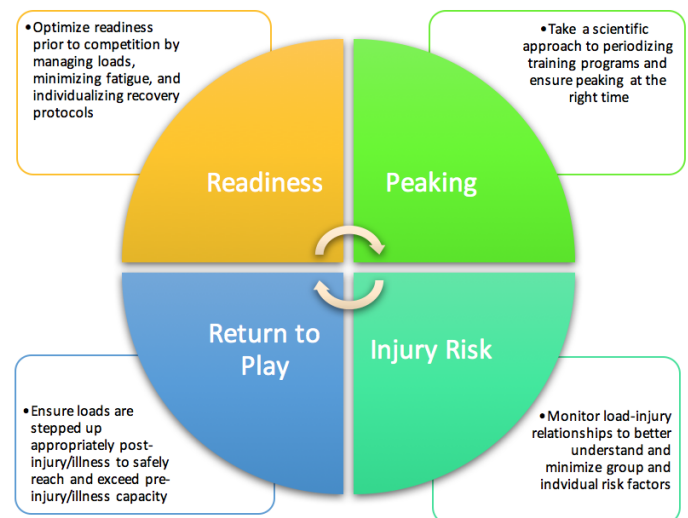 •Optimize readiness
prior to competition by
managing loads,
minimizing fatigue, and
individualizing recovery
protocols
•Take a scientific
approach to periodizing
training programs and
ensure peaking at the
right time
Readiness
Peaking
Return to
Play
Injury Risk
•Ensure loads are
stepped up
appropriately post-
injury/illness to safely
reach and exceed pre-
injury/illness capacity
•Monitor load-injury
relationships to better
understand and
minimize group and
indvidual risk factors